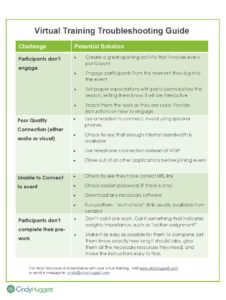 Virtual Training Troubleshooting Guide
Challenge
Potential Solution
Participants don't
engage
Create a great opening activity that involves every
participant
Engage participants from the moment they log into
the event
Set proper expectations with participants before the
session, letting them know it will be interactive
Teach them the tools as they are used. Provide
instructions on how to engage.
Poor Quality
Connection (either
audio or visual)
Use a headset to connect. Avoid using speaker
phones.
Check to see that enough internet bandwidth is
available
Use telephone connection instead of VOIP
Close out of all other applications before joining event
Unable to Connect
to event
Check to see they have correct URL link
Check session password (if there is one)
Download any necessary software
Run platform "tech check" (link usually available from
vendor)
Participants don't
complete their pre-
work
Don't call it pre-work. Call it something that indicates
weighty importance, such as "action assignment"
Make it as easy as possible for them to complete. Let
them know exactly how long it should take, give
them all the necessary resources they need, and
make the instructions easy to find.
For more resources and assistance with your virtual training, visit www.cindyhuggett.com
or send a message to cindy@cindyhuggett.com
CindyHuggett